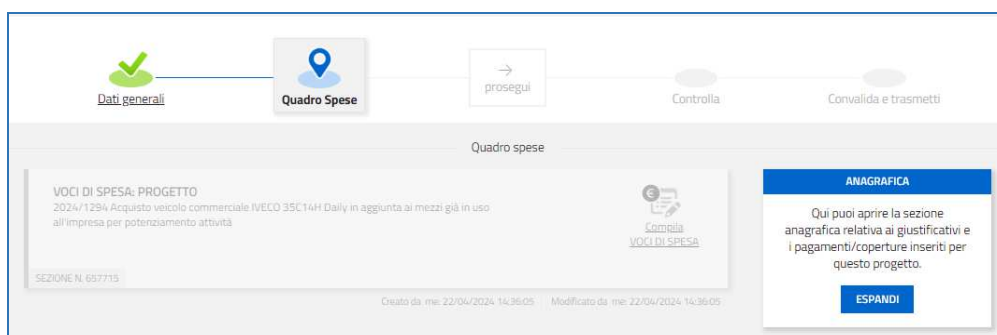 Dati generali
Quadro Spese
→
prosegui
Controlla
Convalida e trasmetti
Quadro spese
VOCI DI SPESA: PROGETTO
2024/1294 Acquisto veicolo commerciale IVECO 35C14H Daily in aggiunta ai mezzi già in uso
all'impresa per potenziamento attività
Compila
VOCI DI SPESA
SEZIONE N. 657715
Creato da me: 22/04/2024 14:36:05 Modificato da me: 22/04/2024 14:36:05
ANAGRAFICA
Qui puoi aprire la sezione
anagrafica relativa ai giustificativi e
i pagamenti/coperture inseriti per
questo progetto.
ESPANDI